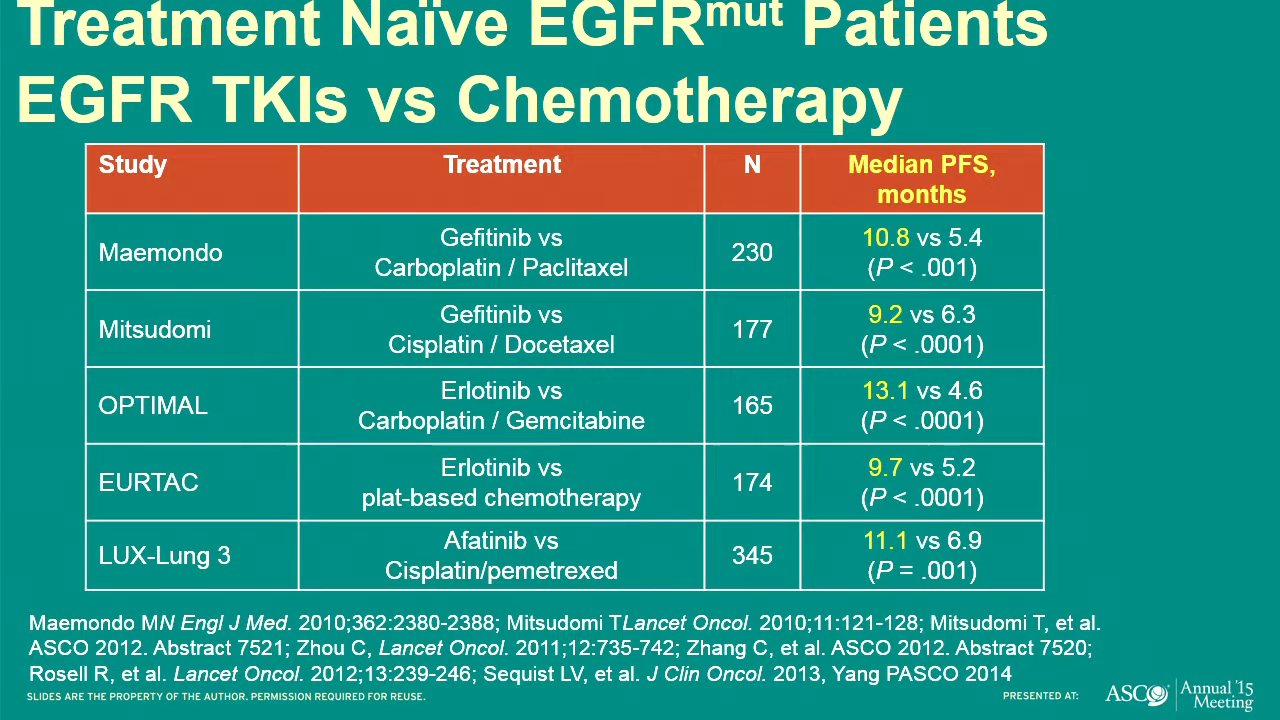 Treatment Naïve EGFRmut Patients
EGFR TKIs vs Chemotherapy
Study Treatment N Median PFS,
months
Maemondo
Gefitinib vs
Carboplatin / Paclitaxel
230
10.8 vs 5.4
(P < .001)
Mitsudomi
Gefitinib vs
Cisplatin / Docetaxel
177
9.2 vs 6.3
(P < .0001)
OPTIMAL
Erlotinib vs
Carboplatin / Gemcitabine
165
13.1 vs 4.6
(P < .0001)
EURTAC
Erlotinib vs
plat-based chemotherapy
174
9.7 vs 5.2
(P < .0001)
LUX-Lung 3
Afatinib vs
Cisplatin/pemetrexed
345
11.1 vs 6.9
(P = .001)
Maemondo MN Engl J Med. 2010;362:2380-2388; Mitsudomi TLancet Oncol. 2010;11:121-128; Mitsudomi T, et al.
ASCO 2012. Abstract 7521; Zhou C, Lancet Oncol. 2011;12:735-742; Zhang C, et al. ASCO 2012. Abstract 7520;
Rosell R, et al. Lancet Oncol. 2012;13:239-246; Sequist LV, et al. J Clin Oncol. 2013, Yang PASCO 2014
SLIDES ARE THE PROPERTY OF THE AUTHOR. PERMISSION REQUIRED FOR REUSE.
PRESENTED AT:
ASCO
Annual '15
Meeting